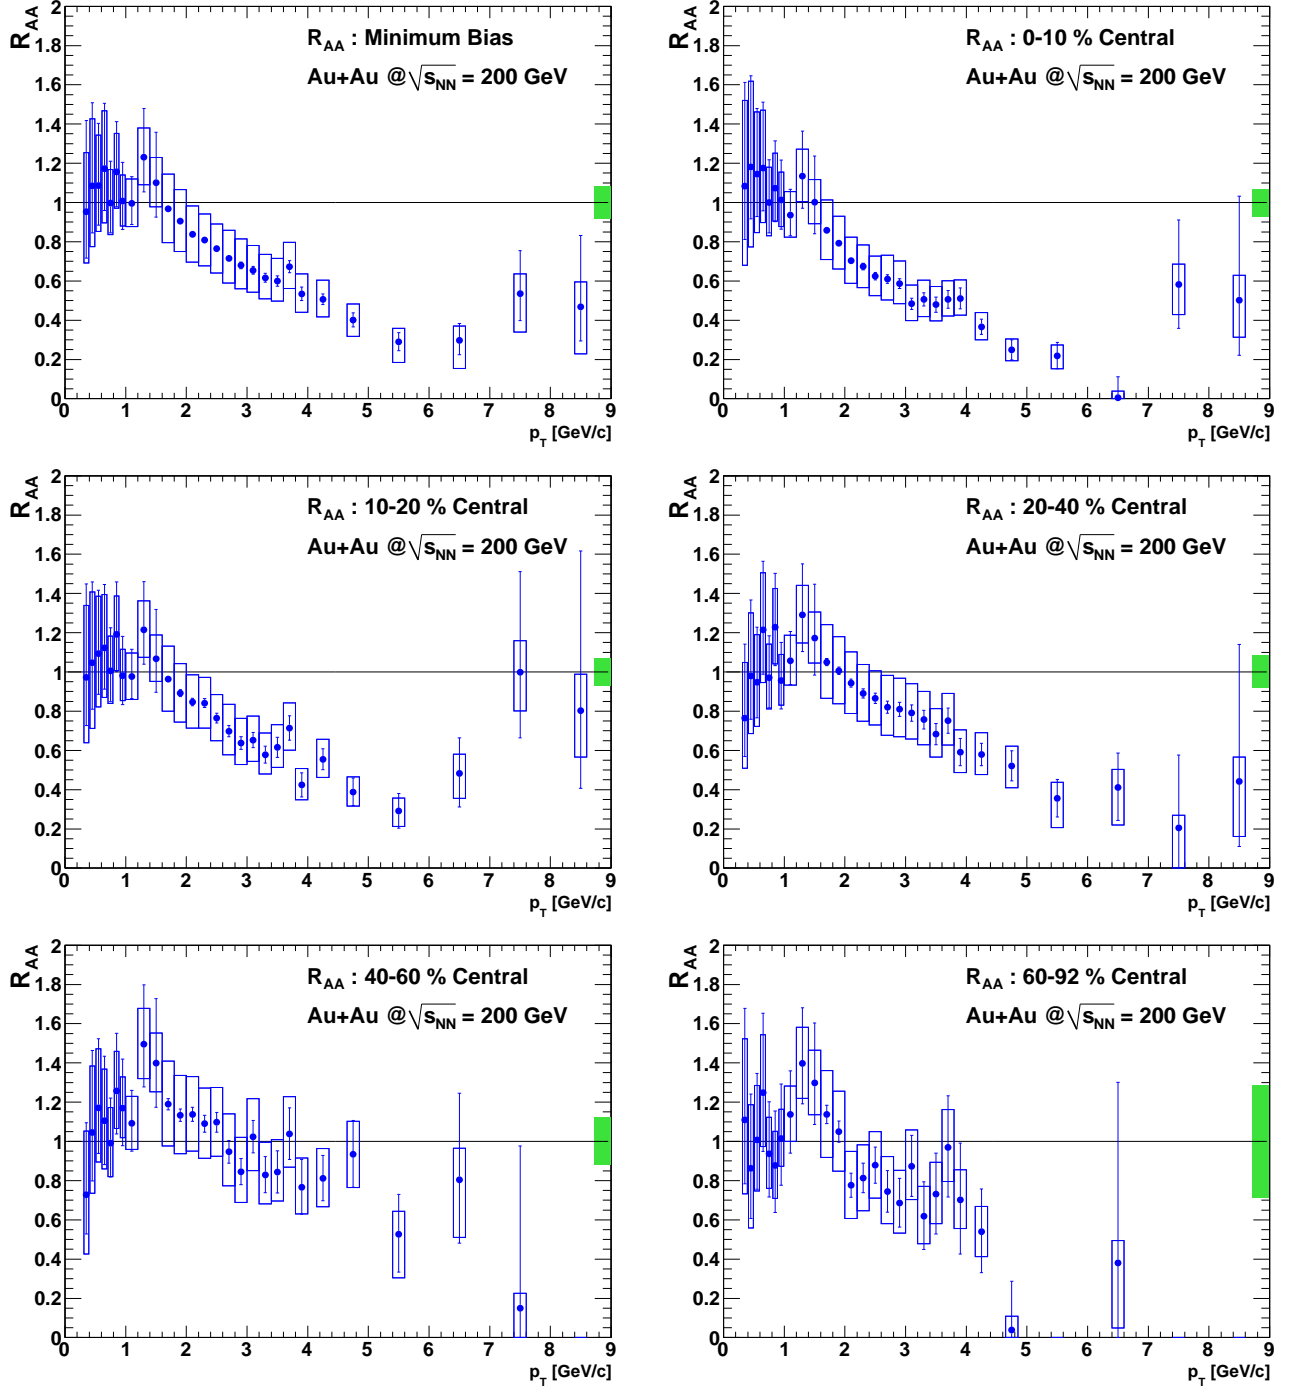 R_AA
R_AA : Minimum Bias
Au+Au @√s_NN = 200 GeV
2
1.8
1.6
1.4
1.2
1
0.8
0.6
0.4
0.2
0
0 1 2 3 4 5 6 7 8 9
p_T [GeV/c]
R_AA
R_AA : 0-10 % Central
Au+Au @√s_NN = 200 GeV
2
1.8
1.6
1.4
1.2
1
0.8
0.6
0.4
0.2
0
0 1 2 3 4 5 6 7 8 9
p_T [GeV/c]
R_AA
R_AA : 10-20 % Central
Au+Au @√s_NN = 200 GeV
2
1.8
1.6
1.4
1.2
1
0.8
0.6
0.4
0.2
0
0 1 2 3 4 5 6 7 8 9
p_T [GeV/c]
R_AA
R_AA : 20-40 % Central
Au+Au @√s_NN = 200 GeV
2
1.8
1.6
1.4
1.2
1
0.8
0.6
0.4
0.2
0
0 1 2 3 4 5 6 7 8 9
p_T [GeV/c]
R_AA
R_AA : 40-60 % Central
Au+Au @√s_NN = 200 GeV
2
1.8
1.6
1.4
1.2
1
0.8
0.6
0.4
0.2
0
0 1 2 3 4 5 6 7 8 9
p_T [GeV/c]
R_AA
R_AA : 60-92 % Central
Au+Au @√s_NN = 200 GeV
2
1.8
1.6
1.4
1.2
1
0.8
0.6
0.4
0.2
0
0 1 2 3 4 5 6 7 8 9
p_T [GeV/c]